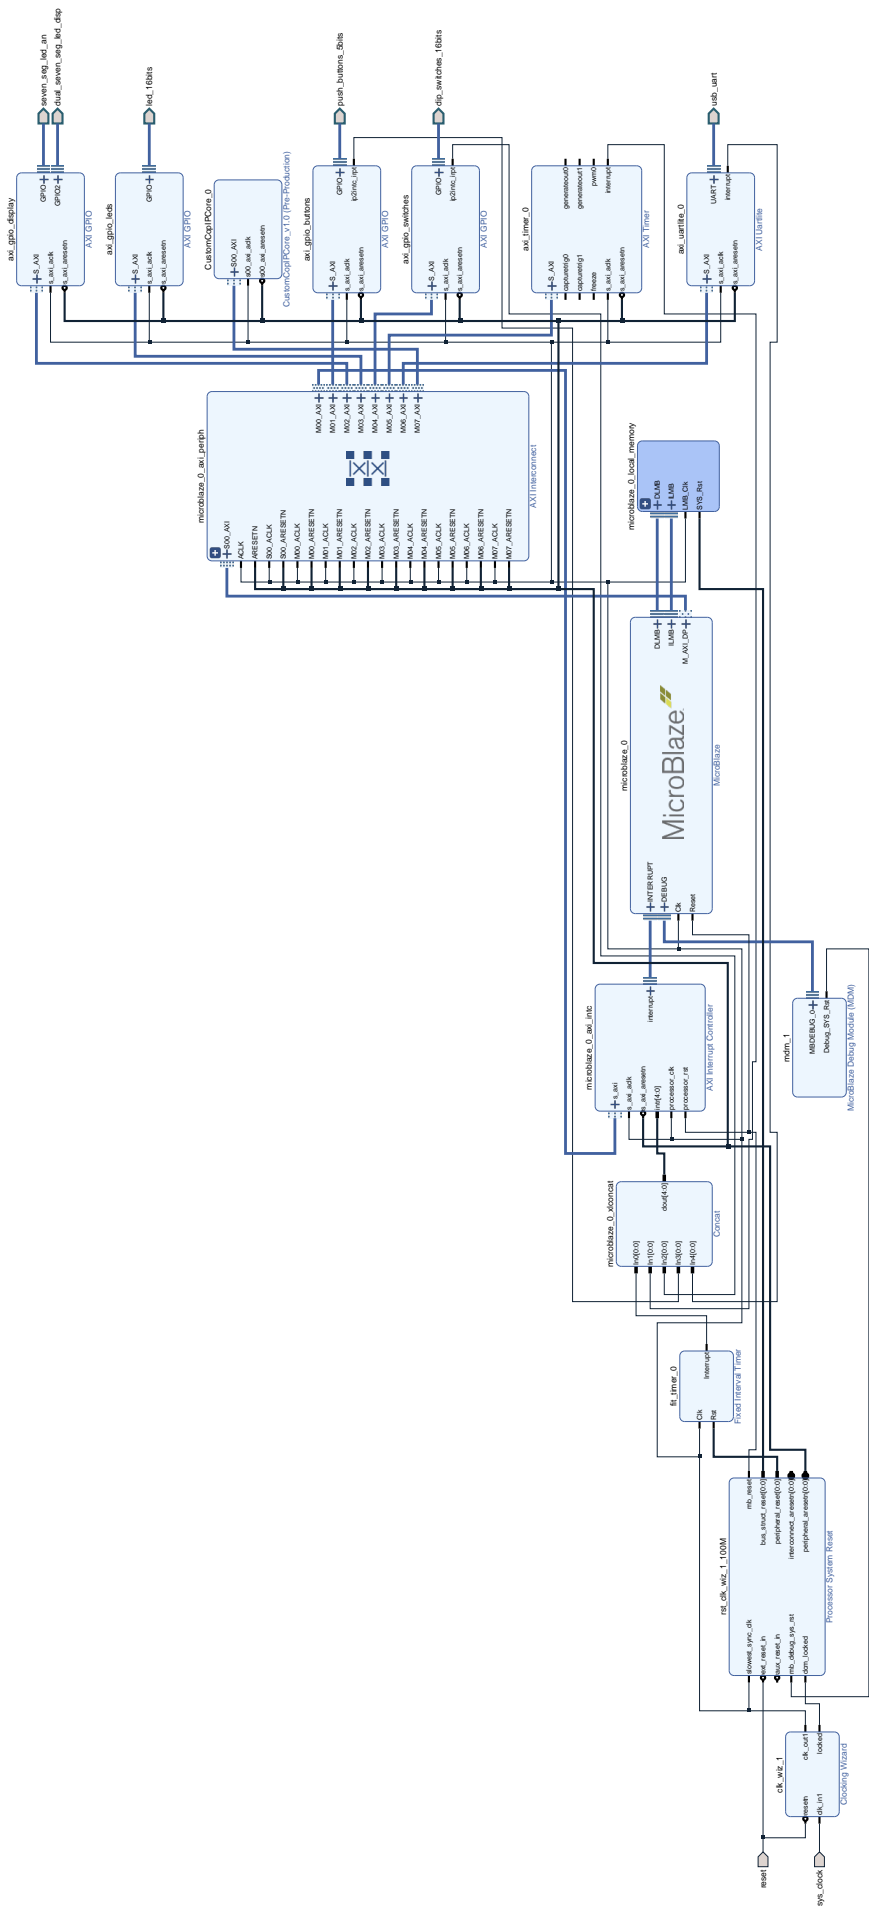 seven_seg_led_an
dual_seven_seg_led_disp
led_16bits
push_buttons_5bits
dip_switches_16bits
usb_uart
axi_gpio_display
S_AXI
s_axi_aclk
s_axi_aresetn
GPIO
GPIO2
AXI GPIO
axi_gpio_leds
S_AXI
s_axi_aclk
s_axi_aresetn
GPIO
AXI GPIO
CustomCopIPCore_0
S00_AXI
s00_axi_aclk
s00_axi_aresetn
CustomCopIPCore_v1.0 (Pre-Production)
axi_gpio_buttons
S_AXI
s_axi_aclk
s_axi_aresetn
GPIO
ip2intc_irpt
AXI GPIO
axi_gpio_switches
S_AXI
s_axi_aclk
s_axi_aresetn
GPIO
ip2intc_irpt
AXI GPIO
axi_timer_0
S_AXI
capturetrig0
capturetrig1
freeze
s_axi_aclk
s_axi_aresetn
generateout0
generateout1
pwm0
interrupt
AXI Timer
axi_uartlite_0
S_AXI
s_axi_aclk
s_axi_aresetn
UART
interrupt
AXI Uartlite
microblaze_0_axi_periph
S00_AXI
ACLK
ARESETN
S00_ACLK
S00_ARESETN
M00_ACLK
M00_ARESETN
M01_ACLK
M01_ARESETN
M02_ACLK
M02_ARESETN
M03_ACLK
M03_ARESETN
M04_ACLK
M04_ARESETN
M05_ACLK
M05_ARESETN
M06_ACLK
M06_ARESETN
M07_ACLK
M07_ARESETN
M00_AXI
M01_AXI
M02_AXI
M03_AXI
M04_AXI
M05_AXI
M06_AXI
M07_AXI
AXI Interconnect
microblaze_0_local_memory
DLMB
ILMB
LMB_Clk
SYS_Rst
microblaze_0
INTERRUPT
DEBUG
Clk
Reset
DLMB
ILMB
M_AXI_DP
MicroBlaze
MicroBlaze
microblaze_0_axi_intc
s_axi
s_axi_aclk
s_axi_aresetn
intr[4:0]
processor_clk
processor_rst
interrupt
AXI Interrupt Controller
mdm_1
MBDEBUG_0
Debug_SYS_Rst
MicroBlaze Debug Module (MDM)
microblaze_0_xlconcat
In0[0:0]
In1[0:0]
In2[0:0]
In3[0:0]
In4[0:0]
dout[4:0]
Concat
fit_timer_0
Clk
Rst
Interrupt
Fixed Interval Timer
rst_clk_wiz_1_100M
slowest_sync_clk
ext_reset_in
aux_reset_in
mb_debug_sys_rst
dcm_locked
mb_reset
bus_struct_reset[0:0]
peripheral_reset[0:0]
interconnect_aresetn[0:0]
peripheral_aresetn[0:0]
Processor System Reset
clk_wiz_1
resetn
clk_in1
clk_out1
locked
Clocking Wizard
reset
sys_clock